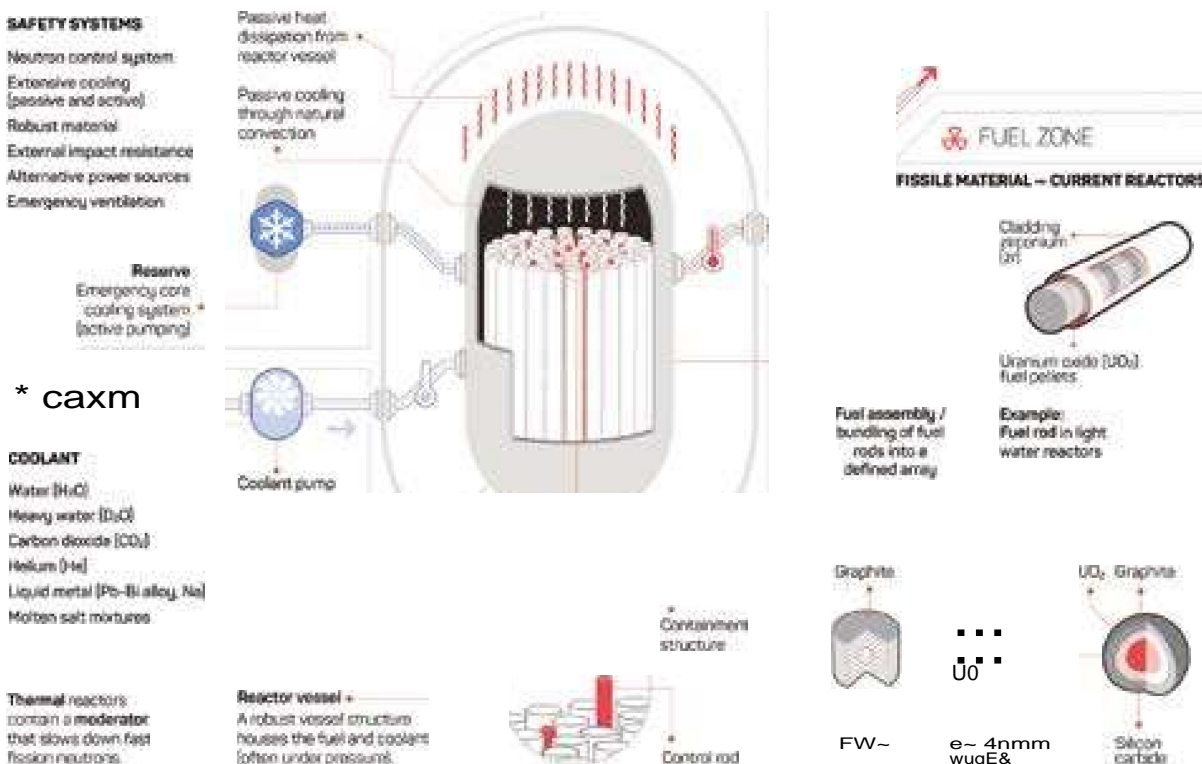 SAFETY SYSTEMS
Neutron control system
Extensive cooling
(passive and active)
Robust material
External impact resistance
Alternative power sources
Emergency ventilation
Reserve
Emergency core
cooling system
(active pumping)
* caxm
COOLANT
Water (H₂O)
Heavy water (D₂O)
Carbon dioxide (CO₂)
Helium (He)
Liquid metal (Pb-Bi alloy, Na)
Molten salt mixtures
Thermal reactors
contain a moderator
that slows down fast
fission neutrons.
Passive heat
dissipation from
reactor vessel
Passive cooling
through natural
convection
Coolant pump
Reactor vessel
A robust vessel structure
houses the fuel and coolant
(often under pressure).
Containment
structure
Control rod
FUEL ZONE
FISSILE MATERIAL – CURRENT REACTORS
Cladding
zirconium
(Zr)
Uranium oxide (UO₂)
fuel pellets
Fuel assembly /
bundling of fuel
rods into a
defined array
Example:
Fuel rod in light
water reactors
Graphite
UO₂ Graphite
U0
FW~
e~ 4nmm
wugE&
Silicon
carbide